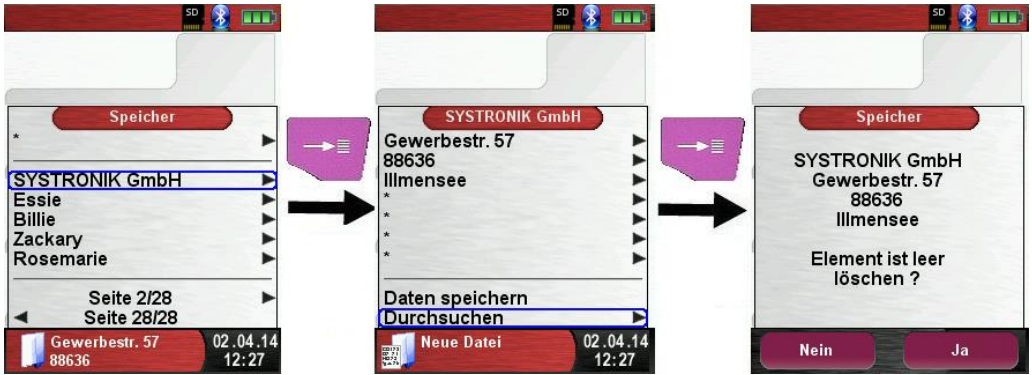 SD
Speicher
*
SYSTRONIK GmbH
Essie
Billie
Zackary
Rosemarie
Seite 2/28
Seite 28/28
Gewerbestr. 57
88636
02.04.14
12:27
SD
SYSTRONIK GmbH
Gewerbestr. 57
88636
Illmensee
*
*
*
*
Daten speichern
Durchsuchen
Neue Datei
02.04.14
12:27
SD
Speicher
SYSTRONIK GmbH
Gewerbestr. 57
88636
Illmensee
Element ist leer
löschen ?
Nein
Ja